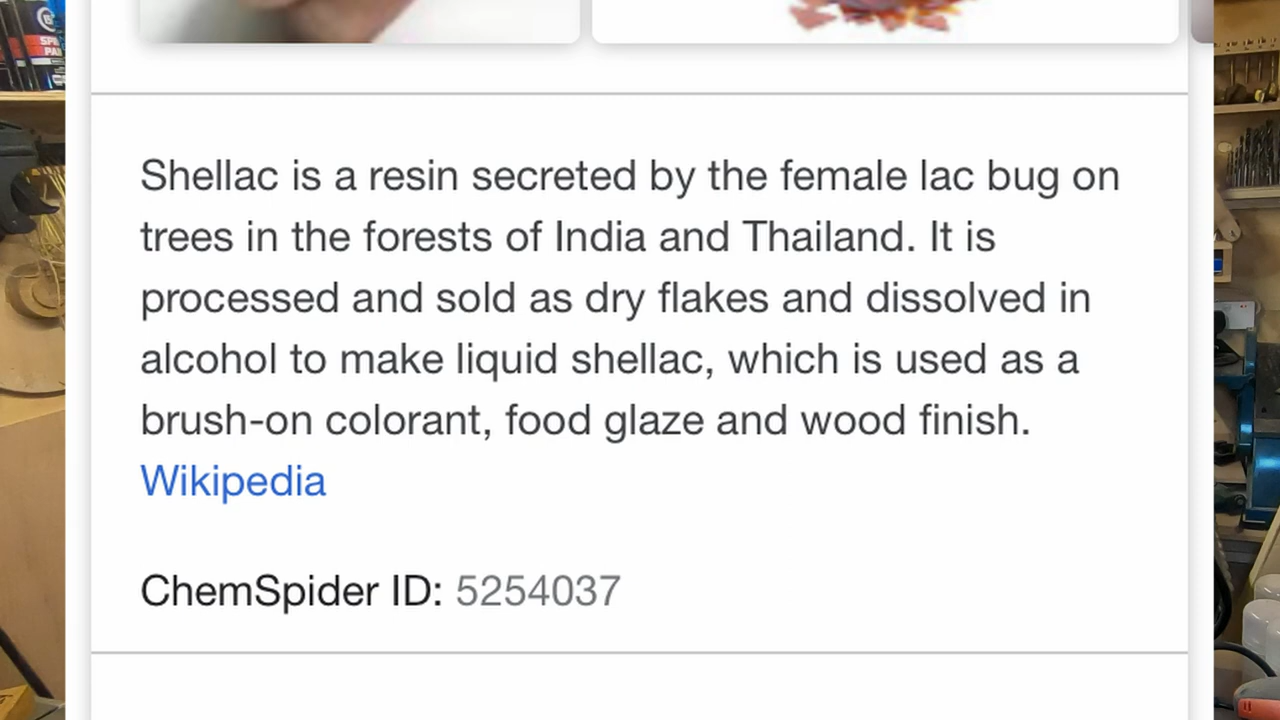 Shellac is a resin secreted by the female lac bug on
trees in the forests of India and Thailand. It is
processed and sold as dry flakes and dissolved in
alcohol to make liquid shellac, which is used as a
brush-on colorant, food glaze and wood finish.
Wikipedia
ChemSpider ID: 5254037